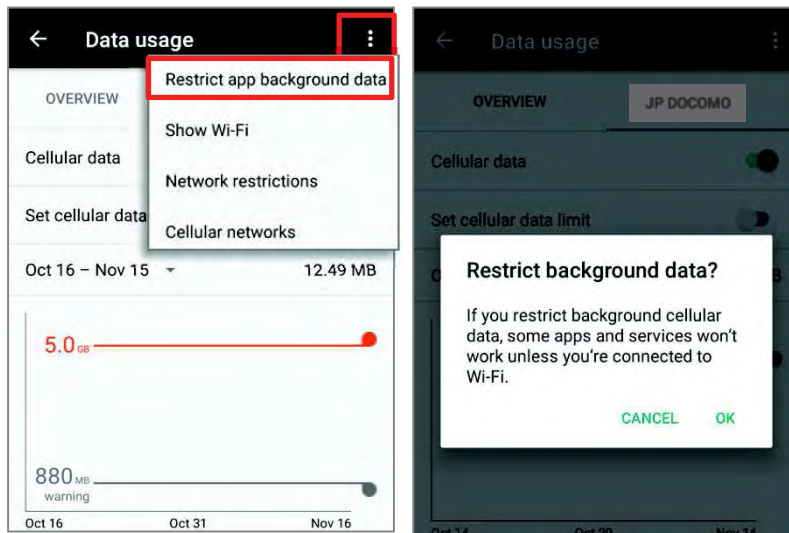 Data usage
Restrict app background data
OVERVIEW
Show Wi-Fi
Cellular data
Network restrictions
Set cellular data
Cellular networks
Oct 16 – Nov 15
12.49 MB
5.0 GB
880 MB
warning
Oct 16
Oct 31
Nov 16
Data usage
OVERVIEW
JP DOCOMO
Cellular data
Set cellular data limit
Restrict background data?
If you restrict background cellular
data, some apps and services won't
work unless you're connected to
Wi-Fi.
CANCEL
OK